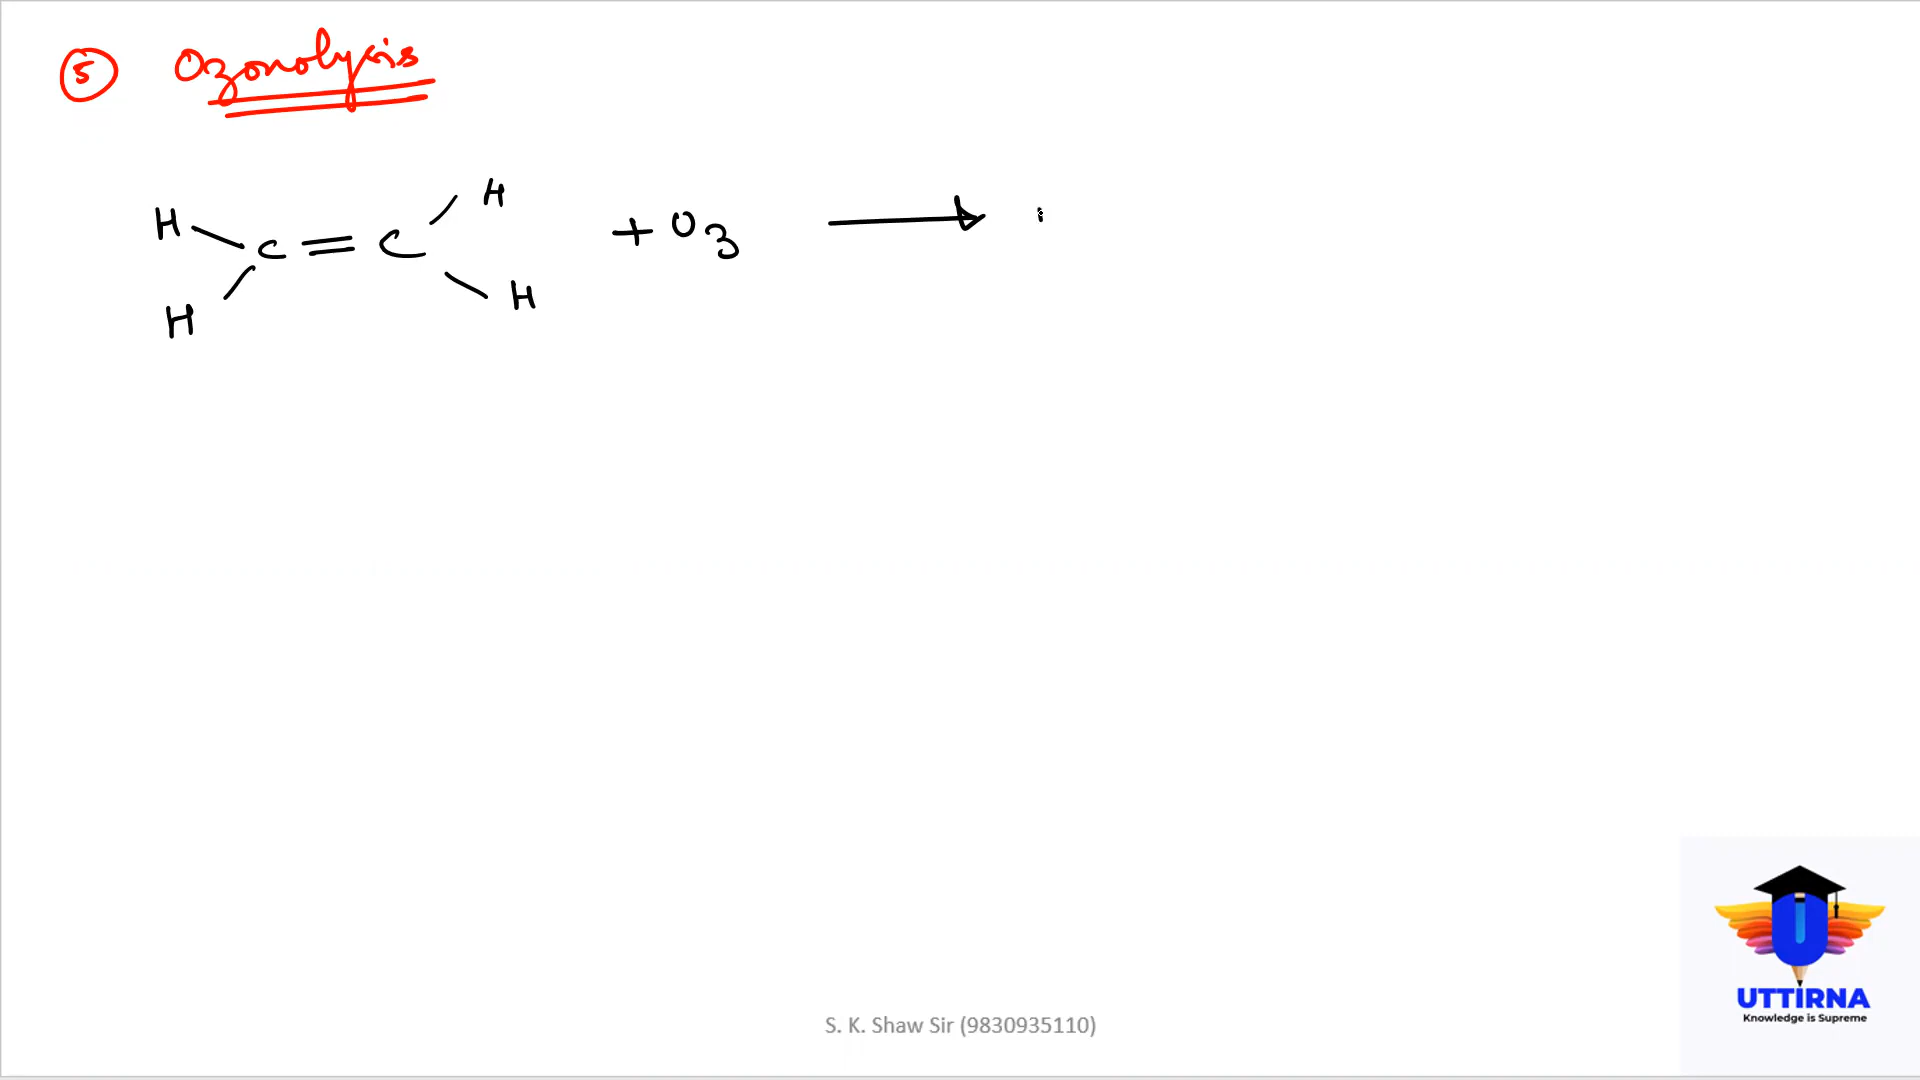 5 Ozonolysis
H H
C = C + O3 →
H H
S. K. Shaw Sir (9830935110)
UTTIRNA
Knowledge is Supreme